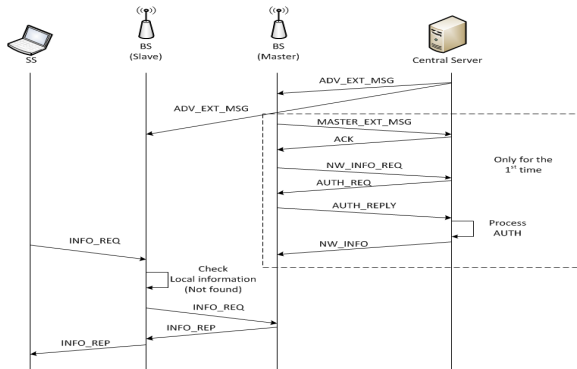 SS
BS
(Slave)
BS
(Master)
Central Server
ADV_EXT_MSG
ADV_EXT_MSG
MASTER_EXT_MSG
ACK
NW_INFO_REQ
Only for the
1st time
AUTH_REQ
AUTH_REPLY
Process
AUTH
INFO_REQ
NW_INFO
Check
Local information
(Not found)
INFO_REQ
INFO_REP
INFO_REP